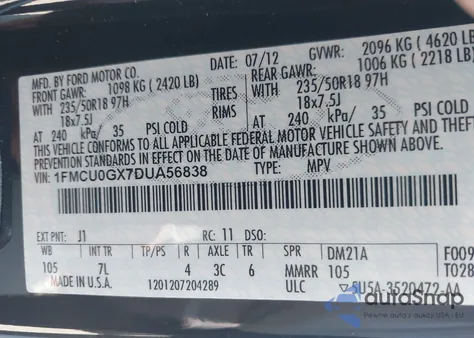 MFD. BY FORD MOTOR CO. DATE: 07/12 GVWR: 2096 KG (4620 LB
FRONT GAWR: 1098 KG (2420 LB) REAR GAWR: 1006 KG (2218 LB)
WITH 235/50R18 97H TIRES WITH 235/50R18 97H
18x7.5J RIMS 18x7.5J
AT 240 kPa/ 35 PSI COLD AT 240 kPa/ 35 PSI COLD
THIS VEHICLE CONFORMS TO ALL APPLICABLE FEDERAL MOTOR VEHICLE SAFETY AND THEFT
PREVENTION STANDARDS IN EFFECT ON THE DATE OF MANUFACTURE SHOWN ABOVE.
VIN: 1FMCU0GX7DUA56838 TYPE: MPV
EXT PNT: J1 RC: 11 DSO:
WB INT TR TP/PS R AXLE TR SPR DM21A F009
105 7L 4 3C 6 MMRR 105 T028
MADE IN U.S.A. 1201207204289 ULC 5U5A-3520472-AA
autoSnap
Pewne auto z USA i EU